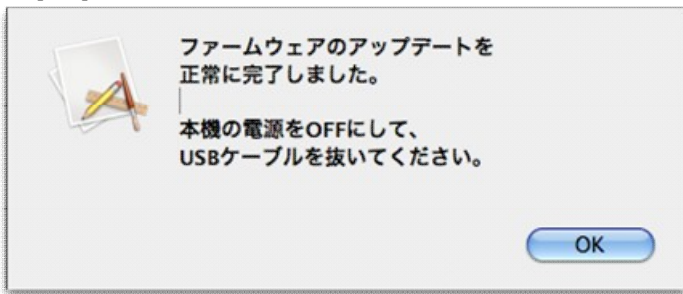 ファームウェアのアップデートを
正常に完了しました。
本機の電源をOFFにして、
USBケーブルを抜いてください。
OK